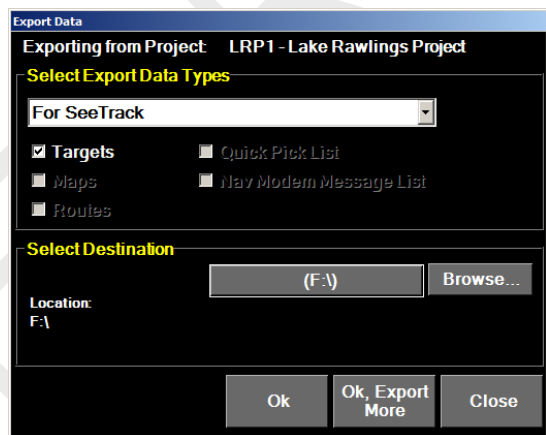 Export Data
Exporting from Project: LRP1 - Lake Rawlings Project
Select Export Data Types
For SeeTrack
Targets Quick Pick List
Maps Nav Modem Message List
Routes
Select Destination
(F:\) Browse...
Location:
F:\
Ok Ok, Export More Close